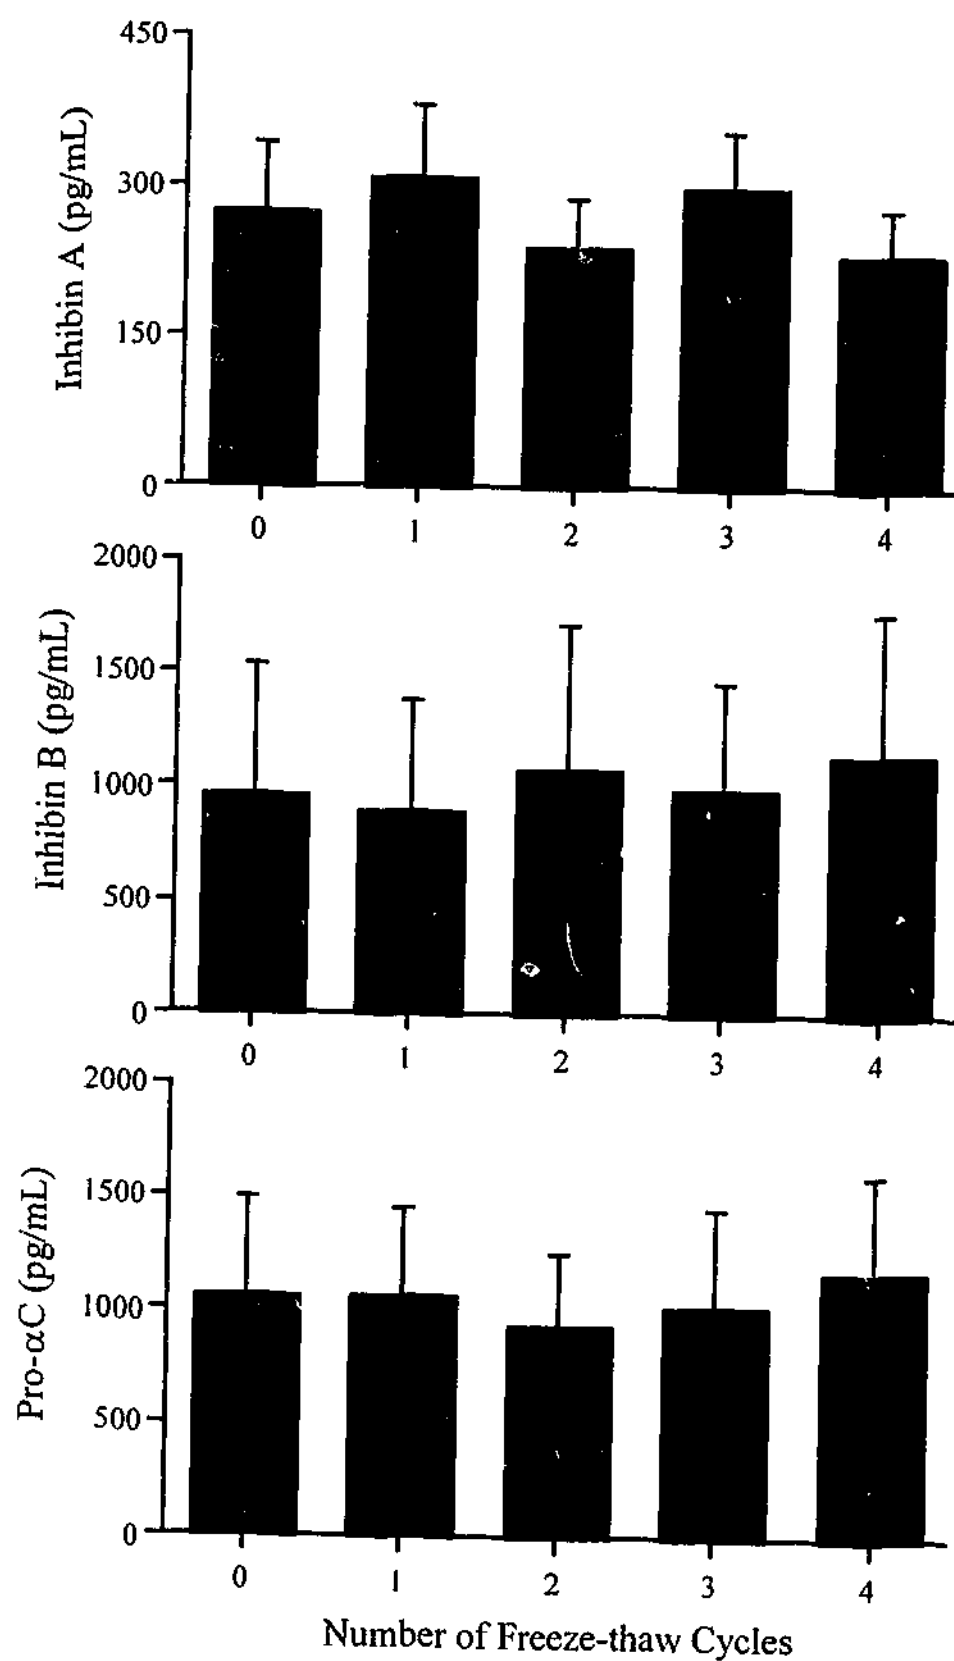 Inhibin A (pg/mL)
450
300
150
0
0 1 2 3 4
Inhibin B (pg/mL)
2000
1500
1000
500
0
0 1 2 3 4
Pro-αC (pg/mL)
2000
1500
1000
500
0
0 1 2 3 4
Number of Freeze-thaw Cycles